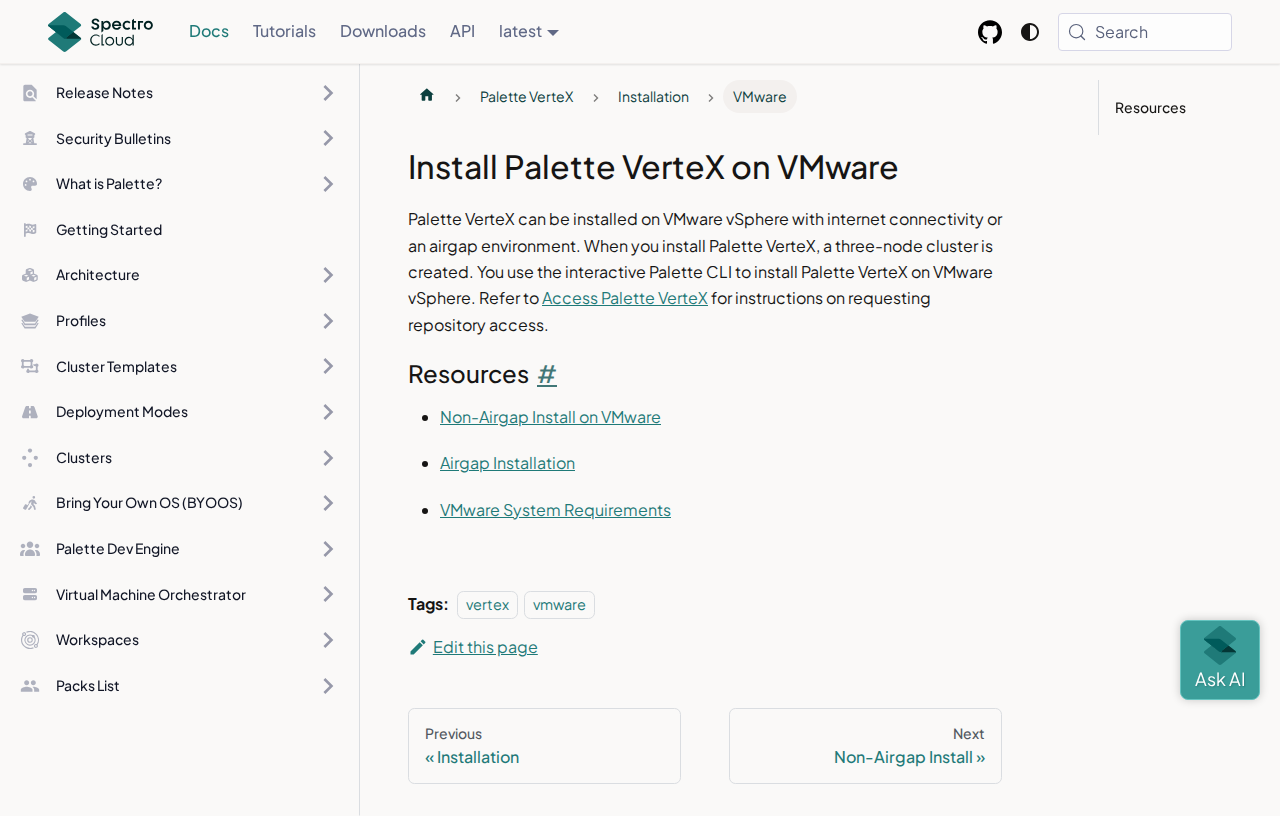 Spectro
Cloud
Docs
Tutorials
Downloads
API
latest
Search
Release Notes
Security Bulletins
What is Palette?
Getting Started
Architecture
Profiles
Cluster Templates
Deployment Modes
Clusters
Bring Your Own OS (BYOOS)
Palette Dev Engine
Virtual Machine Orchestrator
Workspaces
Packs List
Palette VerteX
Installation
VMware
Install Palette VerteX on VMware
Palette VerteX can be installed on VMware vSphere with internet connectivity or
an airgap environment. When you install Palette VerteX, a three-node cluster is
created. You use the interactive Palette CLI to install Palette VerteX on VMware
vSphere. Refer to Access Palette VerteX for instructions on requesting
repository access.
Resources #
Non-Airgap Install on VMware
Airgap Installation
VMware System Requirements
Tags: vertex vmware
Edit this page
Previous
« Installation
Next
Non-Airgap Install »
Resources
Ask AI